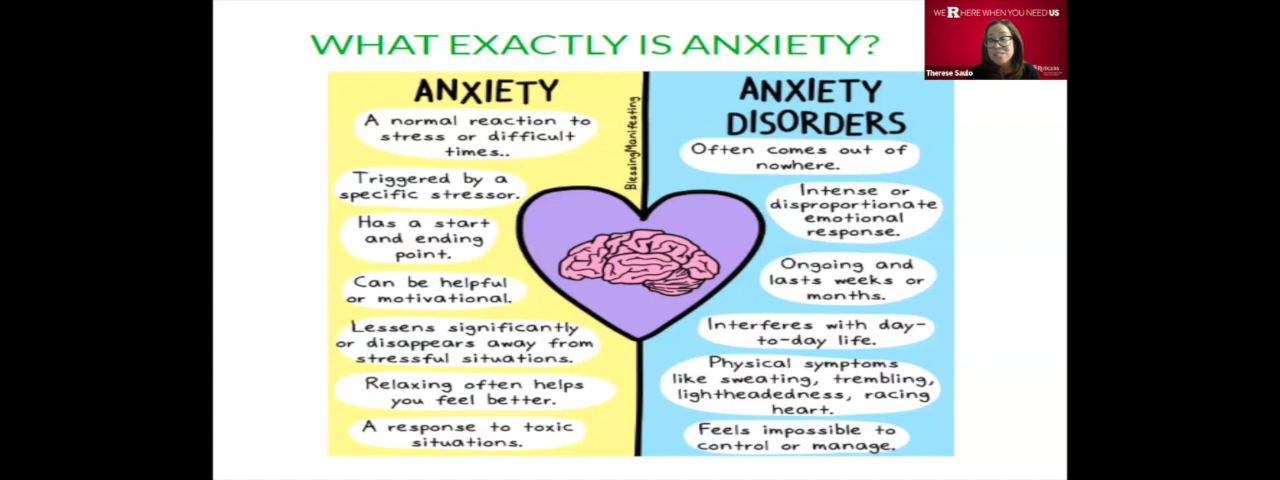 WHAT EXACTLY IS ANXIETY?
WE R HERE WHEN YOU NEED US
Therese Saulo
RUTGERS
ANXIETY
A normal reaction to
stress or difficult
times..
Triggered by a
specific stressor.
Has a start
and ending
point.
Can be helpful
or motivational.
Lessens significantly
or disappears away from
stressful situations.
Relaxing often helps
you feel better.
A response to toxic
situations.
BlessingManifesting
ANXIETY
DISORDERS
Often comes out of
nowhere.
Intense or
disproportionate
emotional
response.
Ongoing and
lasts weeks or
months.
Interferes with day-
to-day life.
Physical symptoms
like sweating, trembling,
lightheadedness, racing
heart.
Feels impossible to
control or manage.